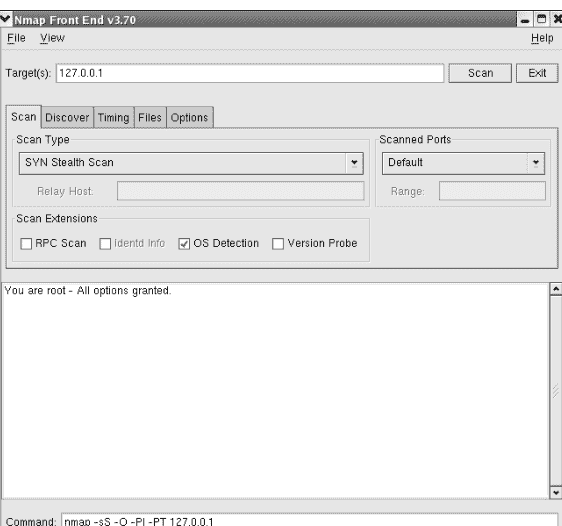 Nmap Front End v3.70
File View Help
Target(s): 127.0.0.1 Scan Exit
Scan Discover Timing Files Options
Scan Type Scanned Ports
SYN Stealth Scan Default
Relay Host: Range:
Scan Extensions
RPC Scan Identd Info OS Detection Version Probe
You are root - All options granted.
Command: nmap -sS -O -PI -PT 127.0.0.1